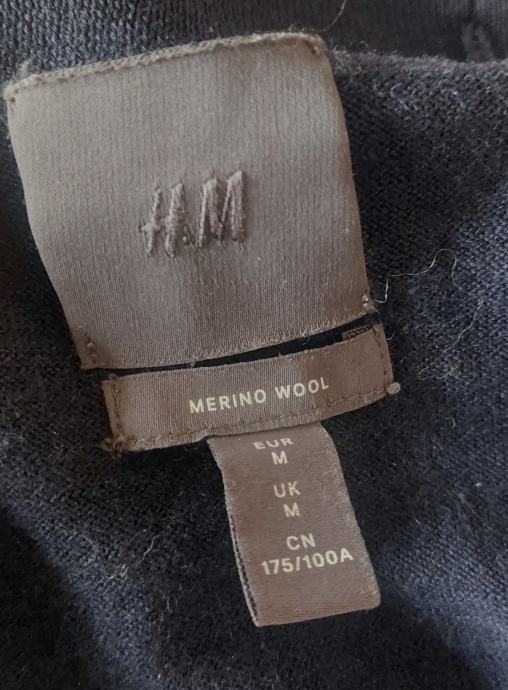 H&M
MERINO WOOL
EUR
M
UK
M
CN
175/100A